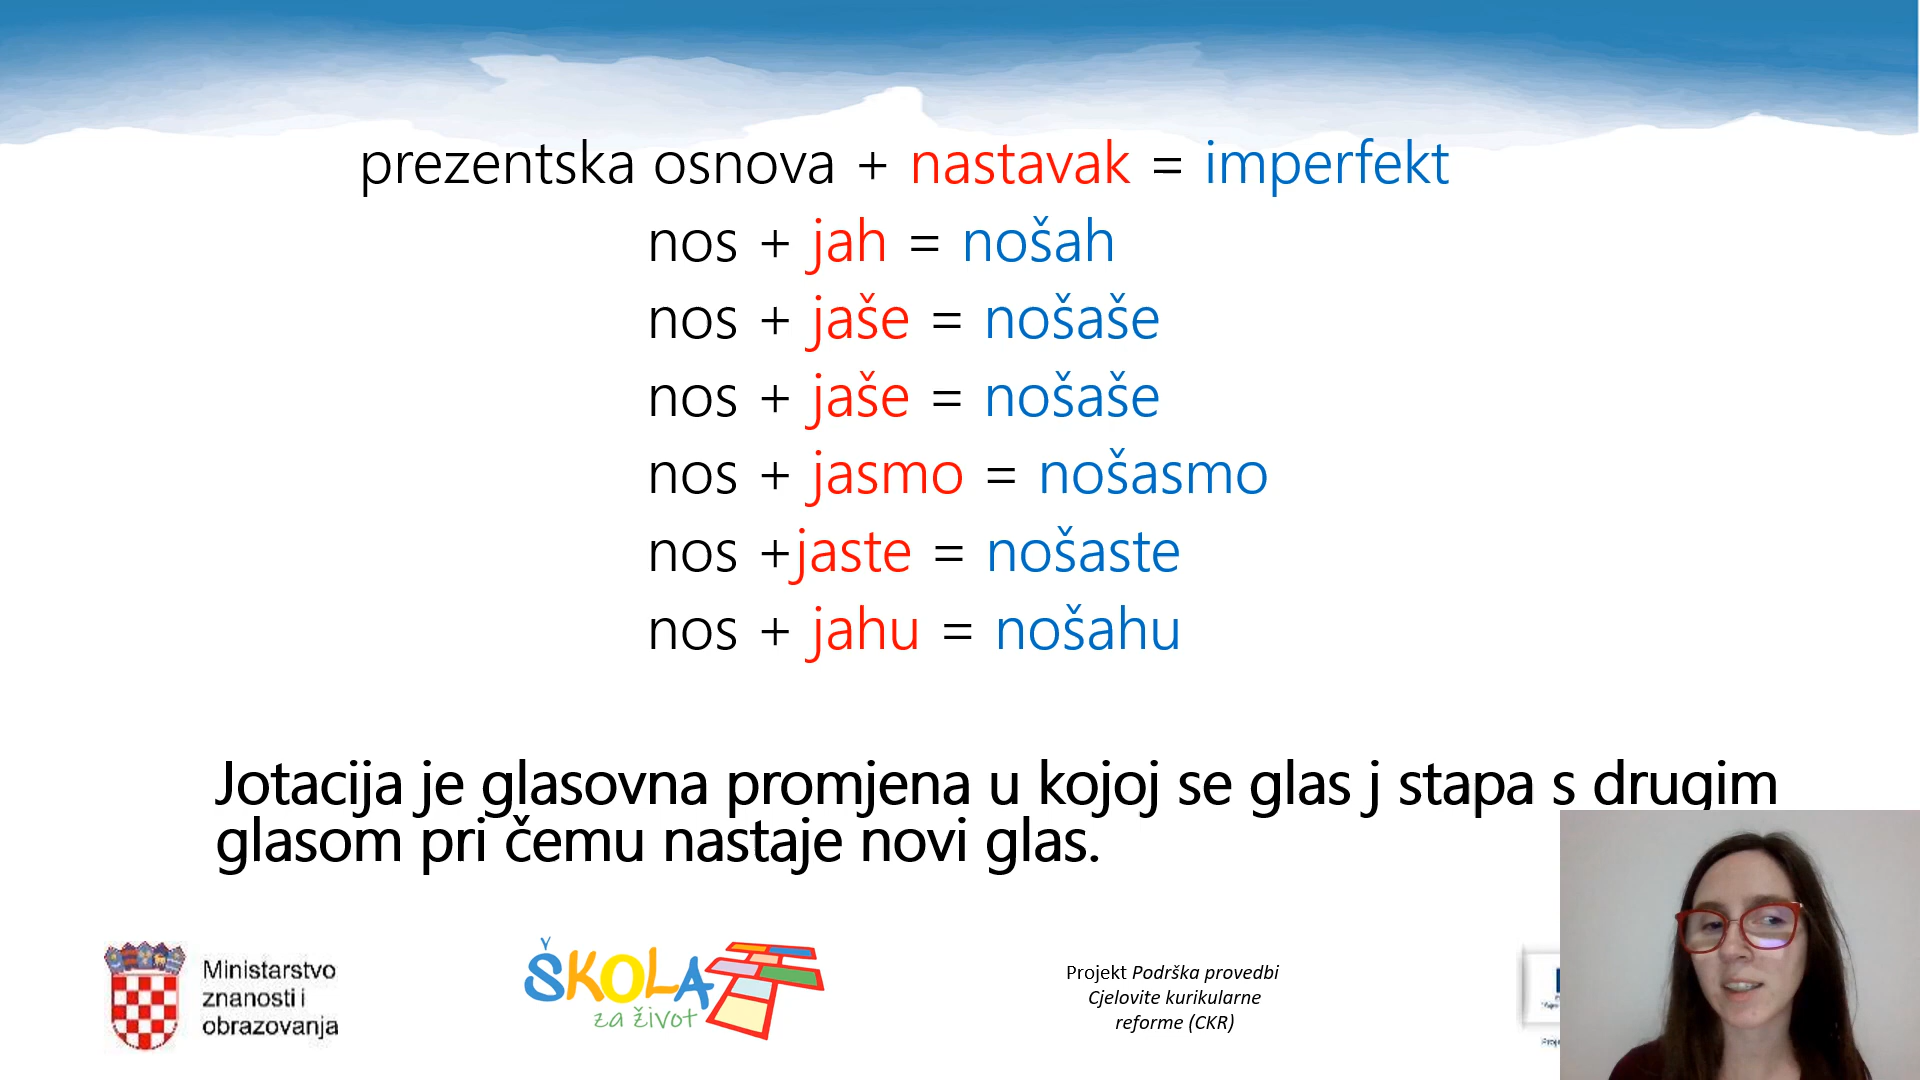 prezentska osnova + nastavak = imperfekt
nos + jah = nošah
nos + jaše = nošaše
nos + jaše = nošaše
nos + jasmo = nošasmo
nos +jaste = nošaste
nos + jahu = nošahu
Jotacija je glasovna promjena u kojoj se glas j stapa s drugim
glasom pri čemu nastaje novi glas.
Ministarstvo
znanosti i
obrazovanja
ŠKOLA
za život
Projekt Podrška provedbi
Cjelovite kurikularne
reforme (CKR)